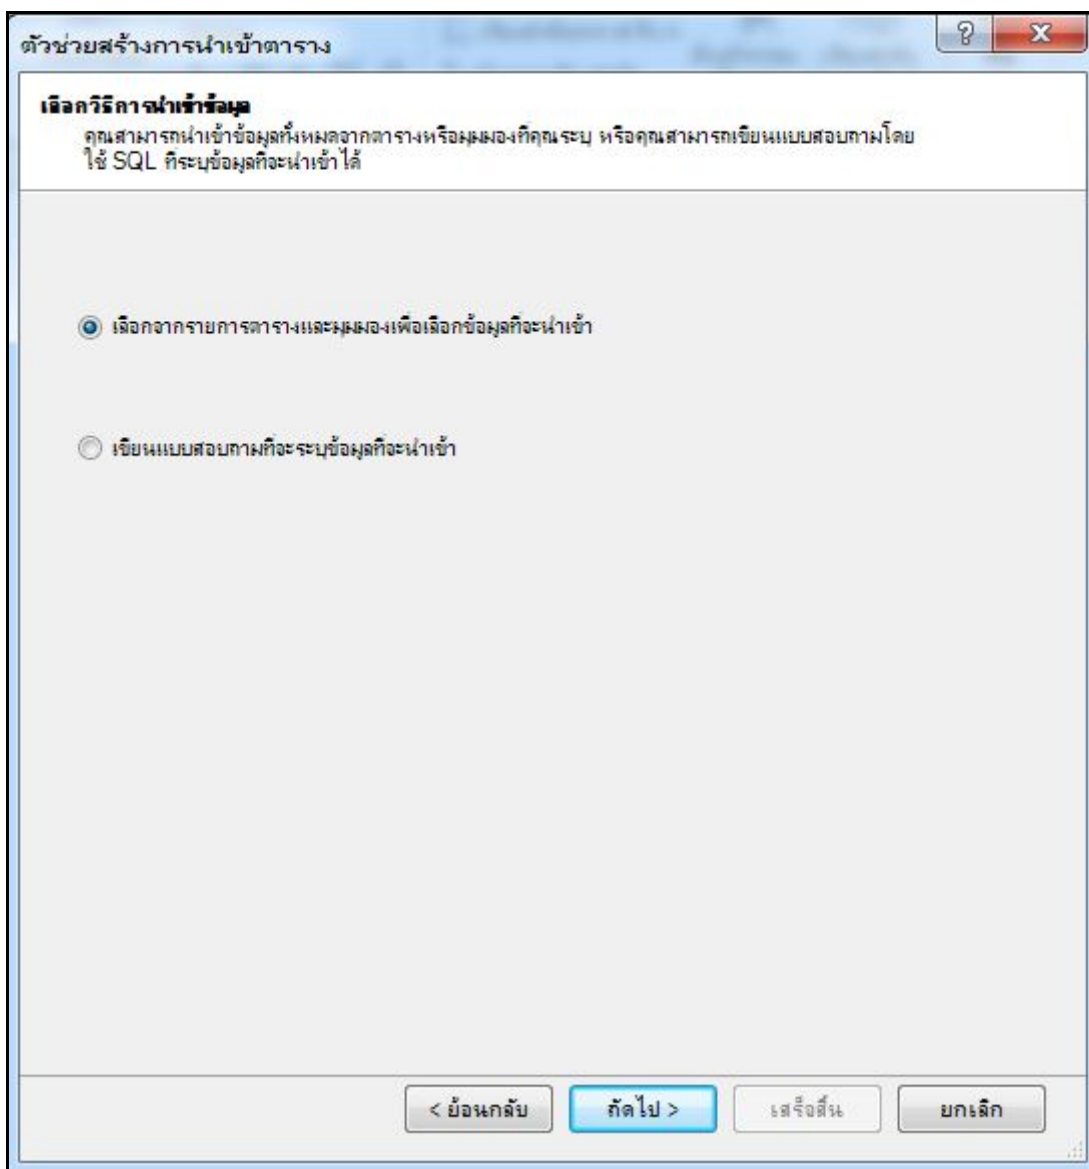 ตัวช่วยสร้างการนำเข้าตาราง
เลือกวิธีการนำเข้าข้อมูล
คุณสามารถนำเข้าข้อมูลทั้งหมดจากตารางหรือมุมมองที่คุณระบุ หรือคุณสามารถเขียนแบบสอบถามโดย
ใช้ SQL ที่ระบุข้อมูลที่จะนำเข้าได้
เลือกจากรายการตารางและมุมมองเพื่อเลือกข้อมูลที่จะนำเข้า
เขียนแบบสอบถามที่จะระบุข้อมูลที่จะนำเข้า
< ย้อนกลับ
ถัดไป >
เสร็จสิ้น
ยกเลิก